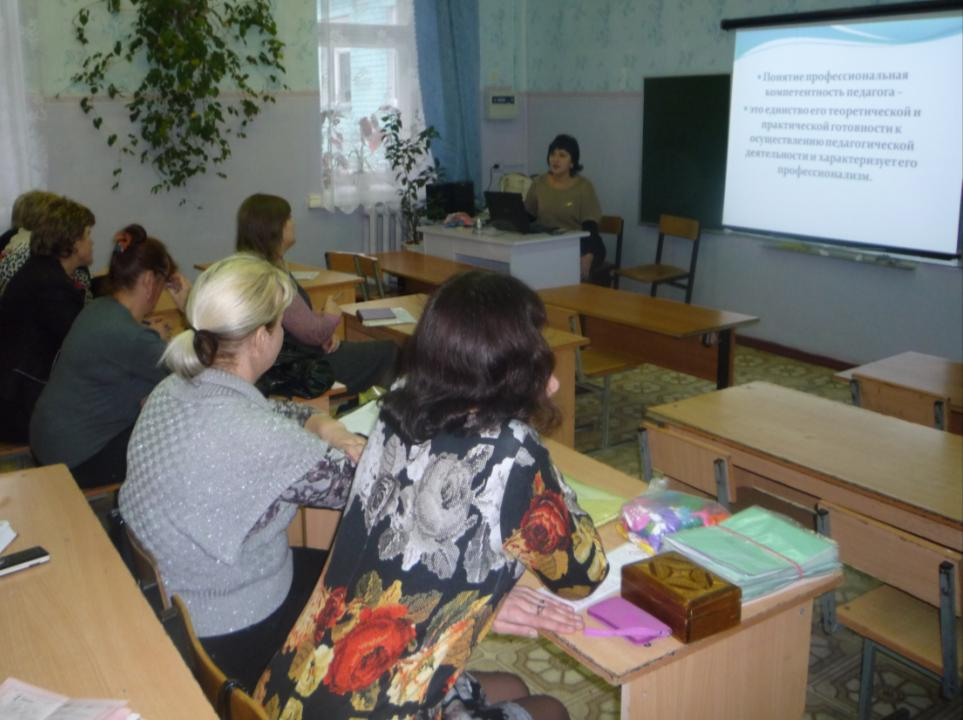 • Понятие профессиональная
компетентность педагога –
• это единство его теоретической и
практической готовности к
осуществлению педагогической
деятельности и характеризует его
профессионализм.